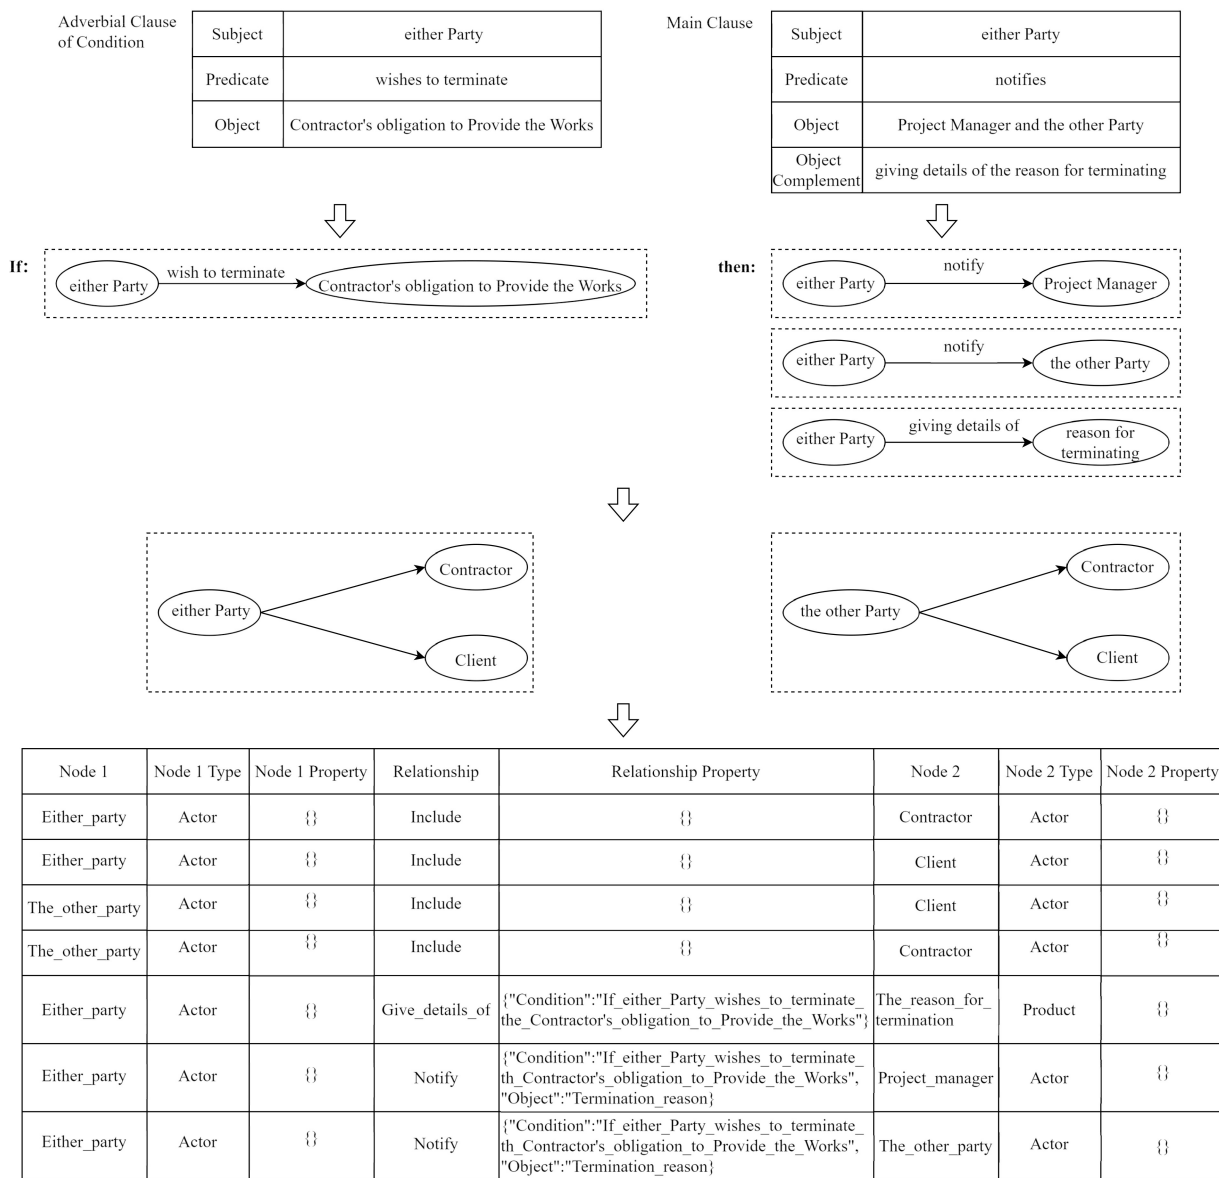 Adverbial Clause
of Condition
Subject
either Party
Predicate
wishes to terminate
Object
Contractor's obligation to Provide the Works
Main Clause
Subject
either Party
Predicate
notifies
Object
Project Manager and the other Party
Object
Complement
giving details of the reason for terminating
If:
either Party
wish to terminate
Contractor's obligation to Provide the Works
then:
either Party
notify
Project Manager
either Party
notify
the other Party
either Party
giving details of
reason for
terminating
either Party
Contractor
Client
the other Party
Contractor
Client
Node 1
Node 1 Type
Node 1 Property
Relationship
Relationship Property
Node 2
Node 2 Type
Node 2 Property
Either_party
Actor
{}
Include
{}
Contractor
Actor
{}
Either_party
Actor
{}
Include
{}
Client
Actor
{}
The_other_party
Actor
{}
Include
{}
Client
Actor
{}
The_other_party
Actor
{}
Include
{}
Contractor
Actor
{}
Either_party
Actor
{}
Give_details_of
{"Condition":"If_either_Party_wishes_to_terminate_
the_Contractor's_obligation_to_Provide_the_Works"}
The_reason_for_
termination
Product
{}
Either_party
Actor
{}
Notify
{"Condition":"If_either_Party_wishes_to_terminate_
th_Contractor's_obligation_to_Provide_the_Works",
"Object":"Termination_reason}
Project_manager
Actor
{}
Either_party
Actor
{}
Notify
{"Condition":"If_either_Party_wishes_to_terminate_
th_Contractor's_obligation_to_Provide_the_Works",
"Object":"Termination_reason}
The_other_party
Actor
{}